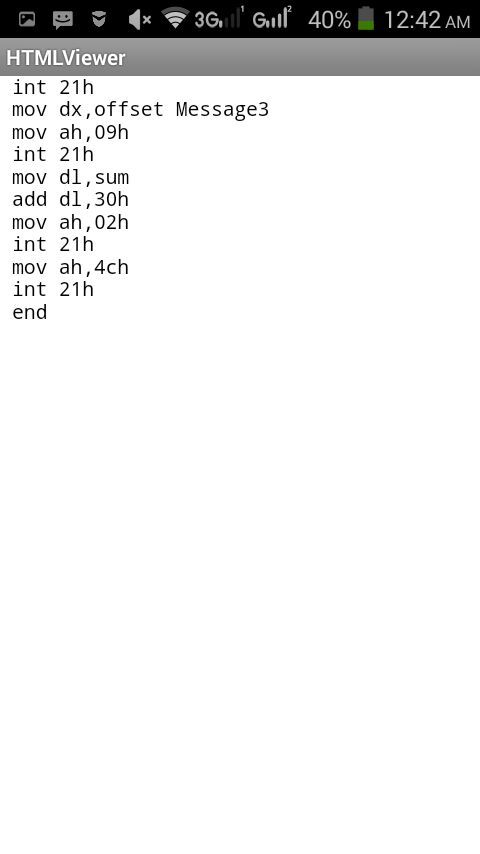 3G 1 G 2 40% 12:42 AM
HTMLViewer
int 21h
mov dx,offset Message3
mov ah,09h
int 21h
mov dl,sum
add dl,30h
mov ah,02h
int 21h
mov ah,4ch
int 21h
end